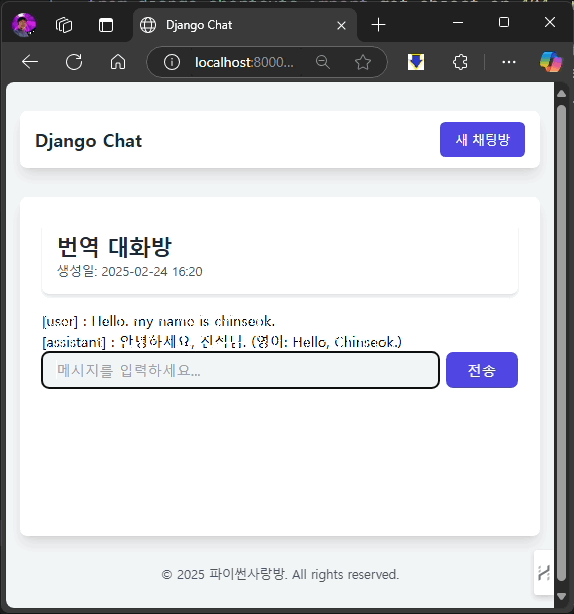 Django Chat
localhost:8000...
Django Chat
새 채팅방
번역 대화방
생성일: 2025-02-24 16:20
[user] : Hello. my name is chinseok.
[assistant] : 안녕하세요, 진석님. (영어: Hello, Chinseok.)
메시지를 입력하세요...
전송
© 2025 파이썬사랑방. All rights reserved.